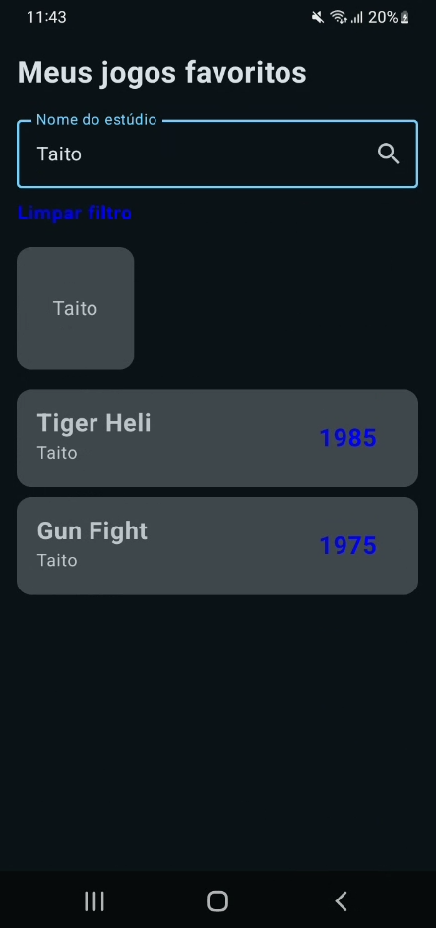 11:43
20%
Meus jogos favoritos
Nome do estúdio
Taito
Limpar filtro
Taito
Tiger Heli
Taito
1985
Gun Fight
Taito
1975